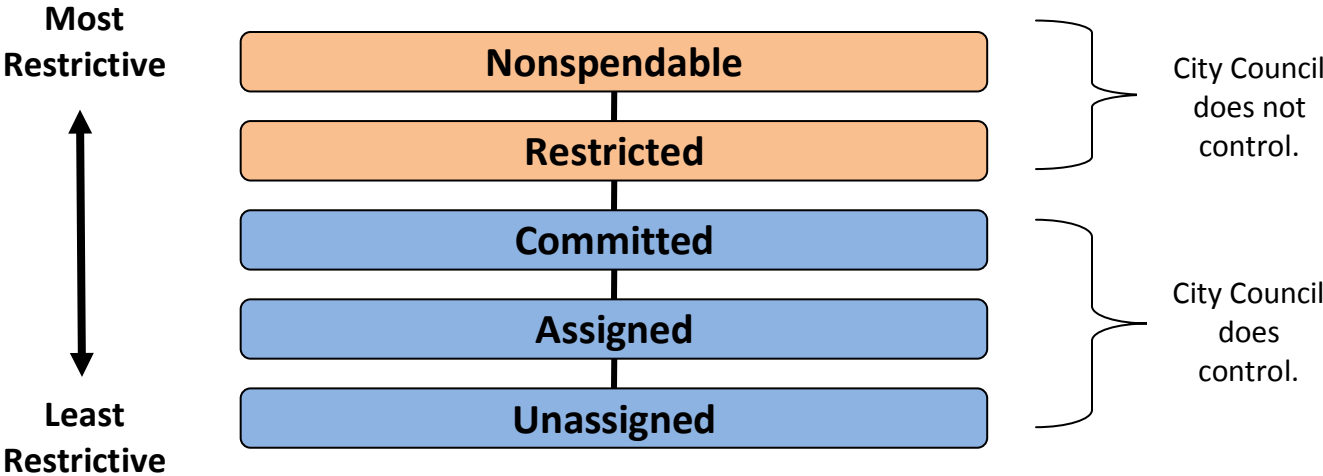 Most
Restrictive
Nonspendable
Restricted
Committed
Assigned
Unassigned
Least
Restrictive
City Council
does not
control.
City Council
does
control.